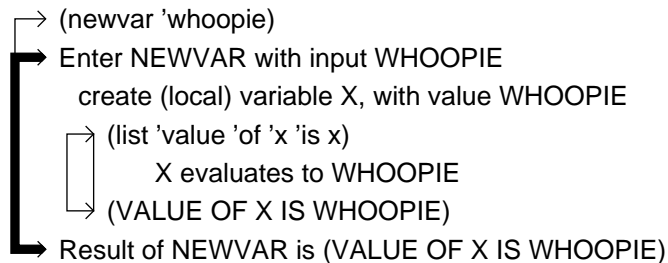 (newvar ’whoopie)
Enter NEWVAR with input WHOOPIE
create (local) variable X, with value WHOOPIE
(list ’value ’of ’x ’is x)
X evaluates to WHOOPIE
(VALUE OF X IS WHOOPIE)
Result of NEWVAR is (VALUE OF X IS WHOOPIE)